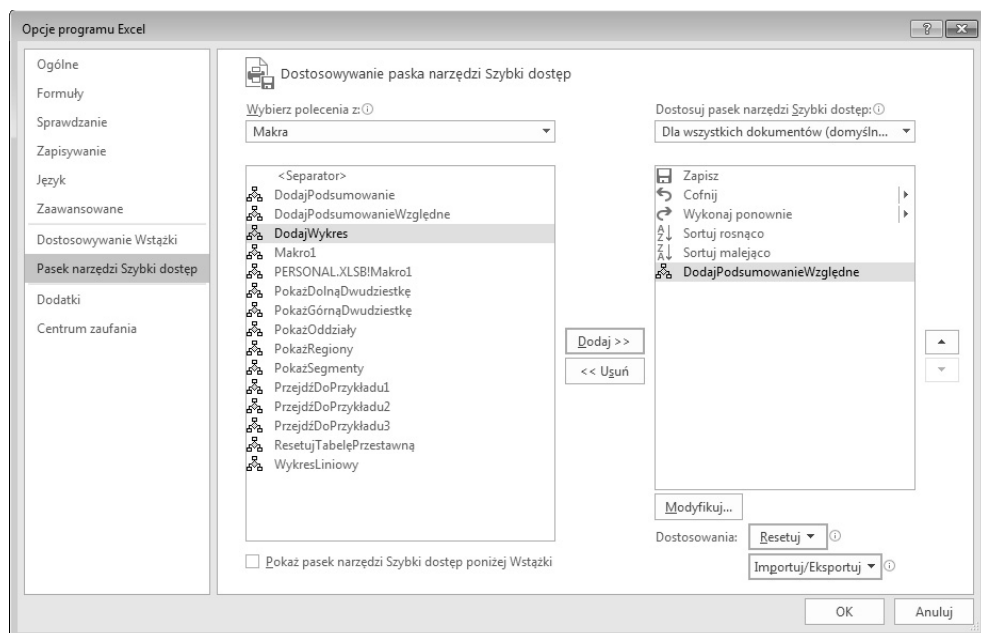 Opcje programu Excel
Ogólne
Formuły
Sprawdzanie
Zapisywanie
Język
Zaawansowane
Dostosowywanie Wstążki
Pasek narzędzi Szybki dostęp
Dodatki
Centrum zaufania
Dostosowywanie paska narzędzi Szybki dostęp
Wybierz polecenia z:
Makra
<Separator>
DodajPodsumowanie
DodajPodsumowanieWzględne
DodajWykres
Makro1
PERSONAL.XLSB!Makro1
PokażDolnąDwudziestkę
PokażGórnąDwudziestkę
PokażOddziały
PokażRegiony
PokażSegmenty
PrzejdźDoPrzykładu1
PrzejdźDoPrzykładu2
PrzejdźDoPrzykładu3
ResetujTabelęPrzestawną
WykresLiniowy
Pokaż pasek narzędzi Szybki dostęp poniżej Wstążki
Dodaj >>
<< Usuń
Dostosuj pasek narzędzi Szybki dostęp:
Dla wszystkich dokumentów (domyśln...
Zapisz
Cofnij
Wykonaj ponownie
Sortuj rosnąco
Sortuj malejąco
DodajPodsumowanieWzględne
Modyfikuj...
Dostosowania: Resetuj
Importuj/Eksportuj
OK Anuluj